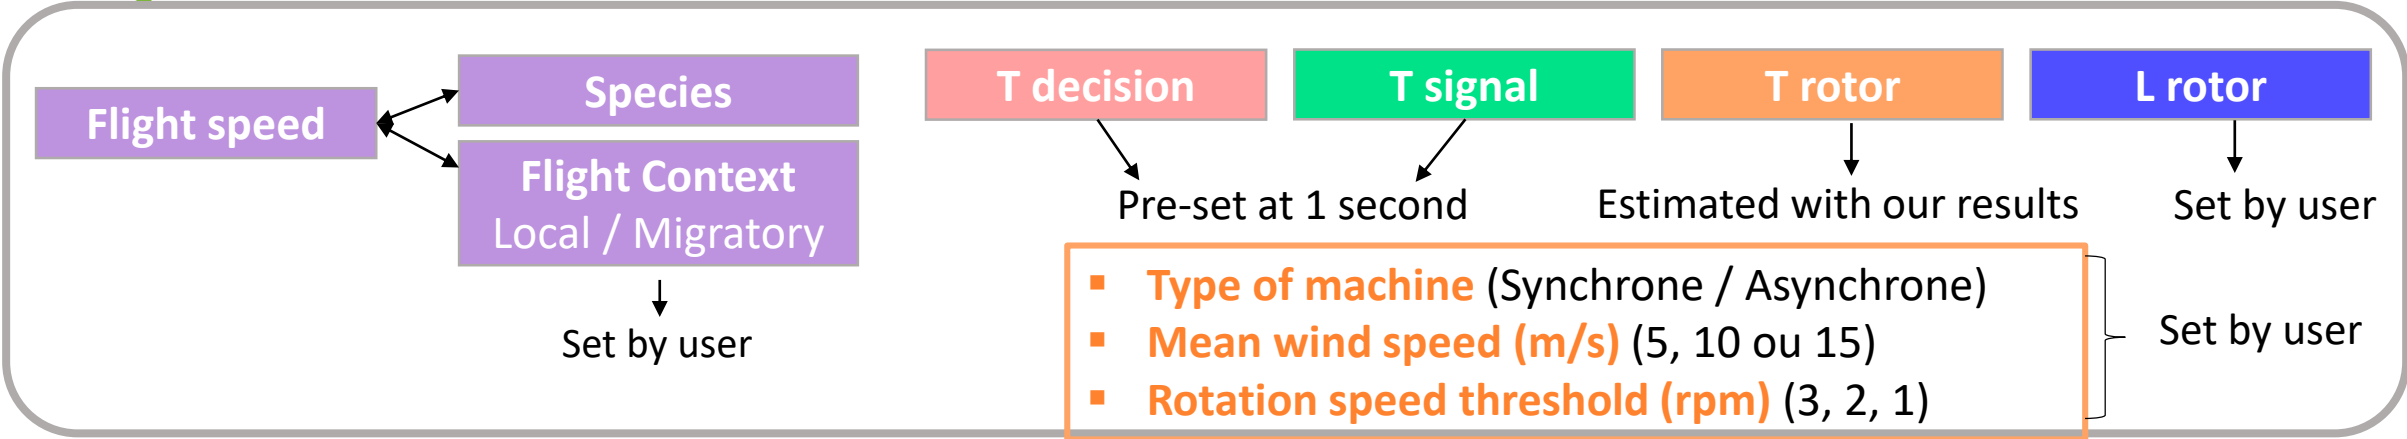 Flight speed
Species
Flight Context
Local / Migratory
Set by user
T decision
T signal
T rotor
L rotor
Pre-set at 1 second
Estimated with our results
Set by user
▪ Type of machine (Synchrone / Asynchrone)
▪ Mean wind speed (m/s) (5, 10 ou 15)
▪ Rotation speed threshold (rpm) (3, 2, 1)
Set by user